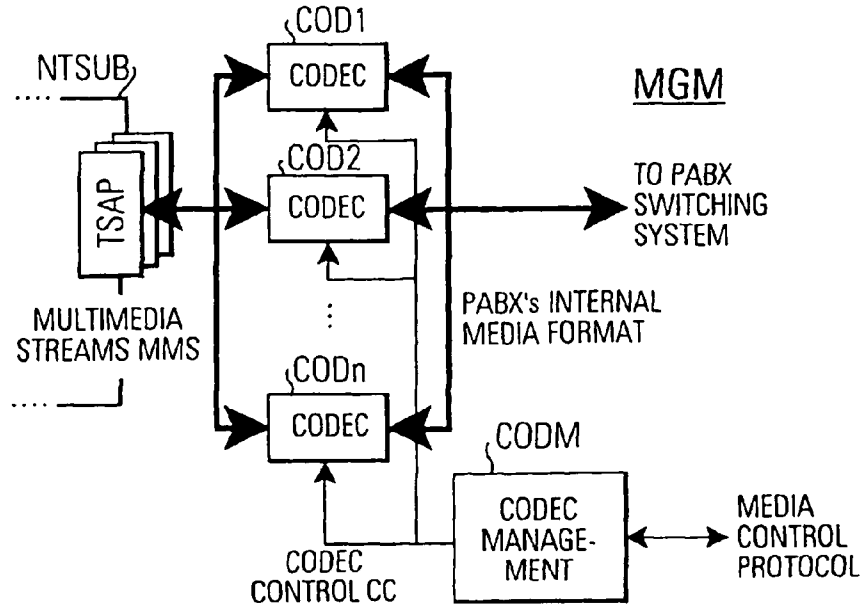 COD1
NTSUB
CODEC
MGM
COD2
TSAP
CODEC
TO PABX
SWITCHING
SYSTEM
MULTIMEDIA
STREAMS MMS
PABX's INTERNAL
MEDIA FORMAT
CODn
CODEC
CODM
CODEC
MANAGE-
MENT
MEDIA
CONTROL
PROTOCOL
CODEC
CONTROL CC